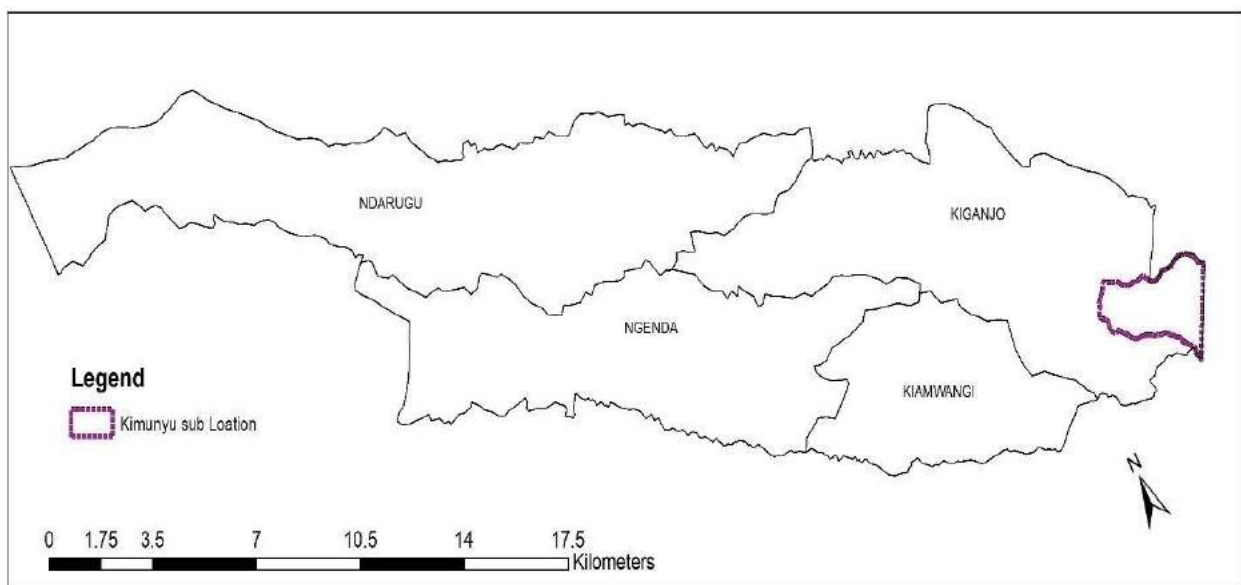 NDARUGU
KIGANJO
NGENDA
KIAMWANGI
Legend
Kimunyu sub Loation
N
0 1.75 3.5 7 10.5 14 17.5
Kilometers